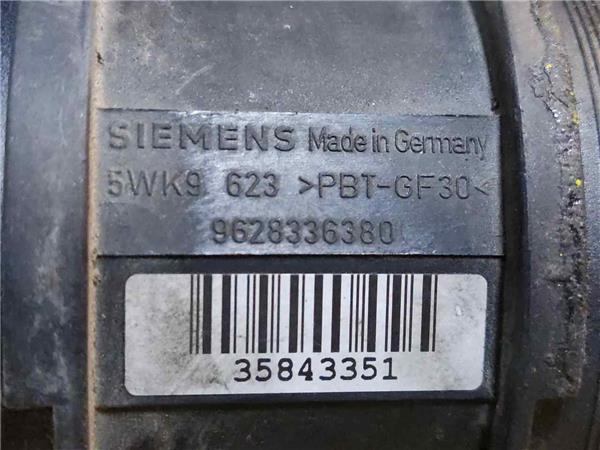 SIEMENS Made in Germany
5WK9 623 >PBT-GF30<
9628336380
35843351